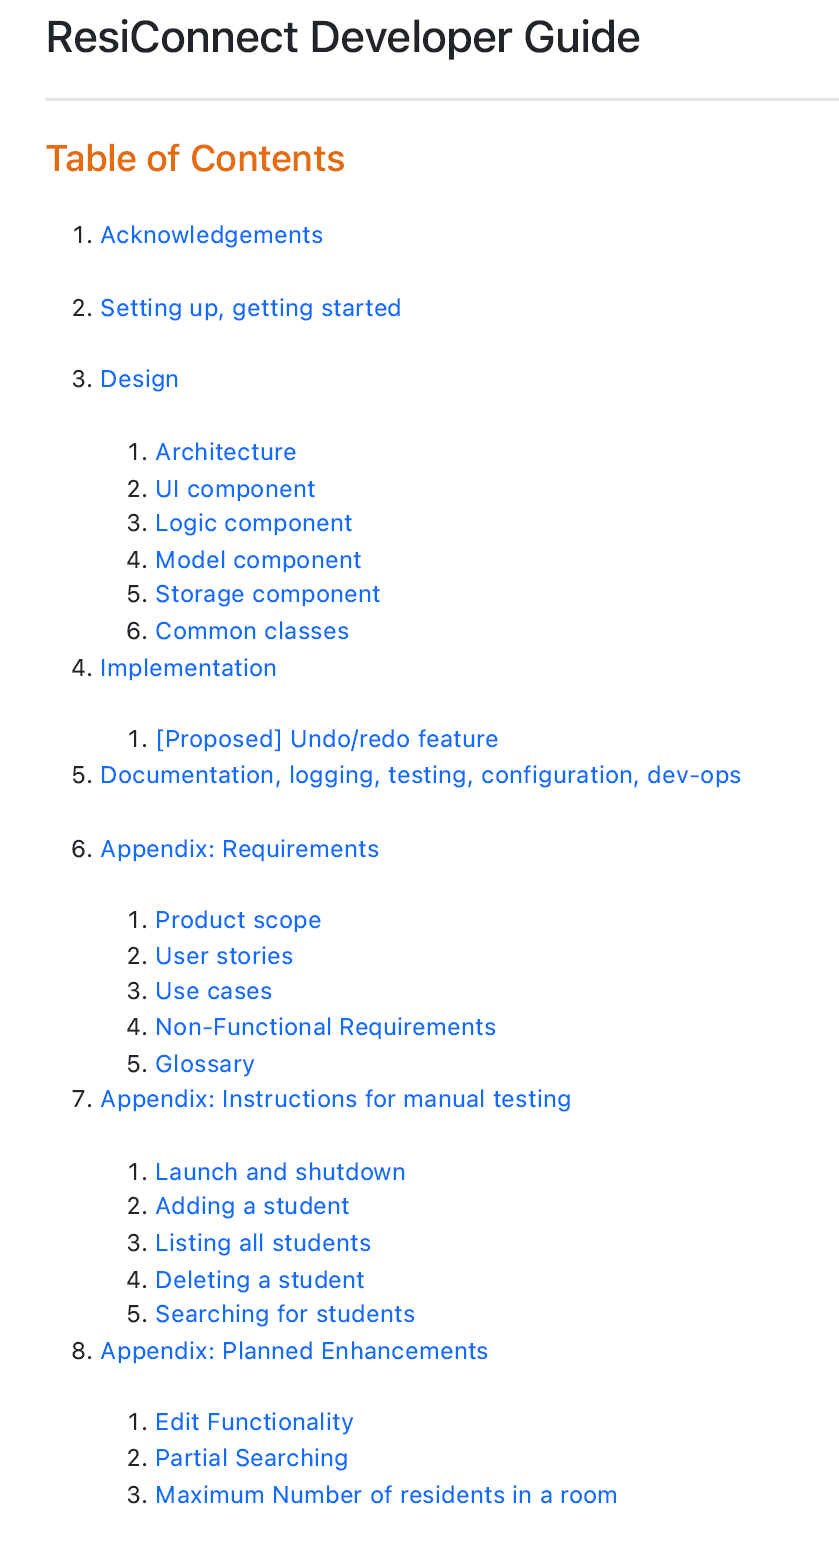 ResiConnect Developer Guide
Table of Contents
1. Acknowledgements
2. Setting up, getting started
3. Design
1. Architecture
2. UI component
3. Logic component
4. Model component
5. Storage component
6. Common classes
4. Implementation
1. [Proposed] Undo/redo feature
5. Documentation, logging, testing, configuration, dev-ops
6. Appendix: Requirements
1. Product scope
2. User stories
3. Use cases
4. Non-Functional Requirements
5. Glossary
7. Appendix: Instructions for manual testing
1. Launch and shutdown
2. Adding a student
3. Listing all students
4. Deleting a student
5. Searching for students
8. Appendix: Planned Enhancements
1. Edit Functionality
2. Partial Searching
3. Maximum Number of residents in a room